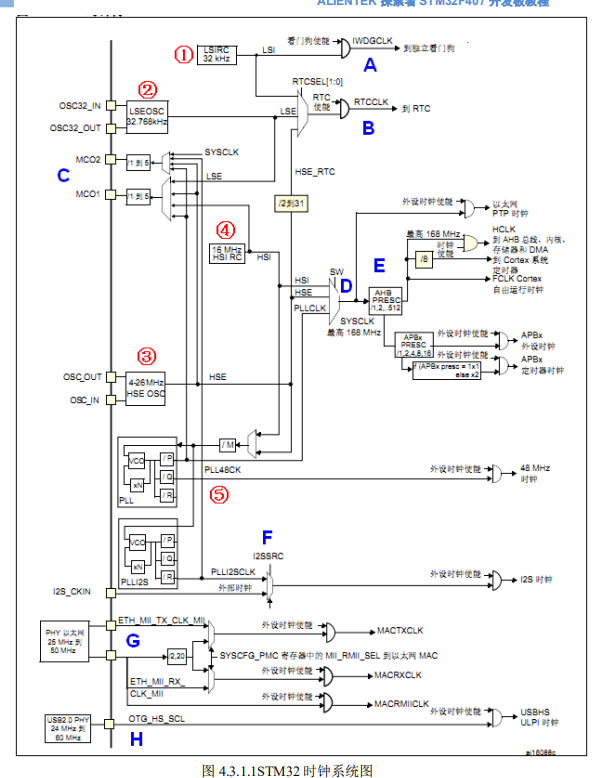 ALIENTEK 探索者 STM32F407 开发板教程
①
LSIRC
32 kHz
LSI
看门狗使能
IWDGCLK
到独立看门狗
A
RTCSEL[1:0]
OSC32_IN
OSC32_OUT
②
LSEOSC
32.768kHz
LSE
RTC
使能
RTCCLK
到 RTC
B
SYSCLK
MCO2
/1 到 5
C
LSE
MCO1
/1 到 5
HSE_RTC
/2到31
④
16 MHz
HSI RC
HSI
外设时钟使能
以太网
PTP 时钟
最高 168 MHz
时钟
使能
HCLK
到 AHB 总线、内核、
存储器和 DMA
/8
到 Cortex 系统
定时器
FCLK Cortex
自由运行时钟
SW
D
E
HSI
HSE
PLLCLK
SYSCLK
最高 168 MHz
AHB
PRESC
/1,2,..512
APBx
PRESC
/1,2,4,8,16
外设时钟使能
APBx
外设时钟
外设时钟使能
if (APBx presc = 1x1
else x2
APBx
定时器时钟
③
OSC_OUT
OSC_IN
4-26MHz
HSE OSC
HSE
/ M
VCO
xN
/ P
/ Q
/ R
PLL
PLL48CK
⑤
外设时钟使能
48 MHz
时钟
VCO
xN
/ P
/ Q
/ R
PLLI2S
F
I2SSRC
PLLI2SCLK
I2S_CKIN
外部时钟
外设时钟使能
I2S 时钟
PHY 以太网
25 MHz 到
50 MHz
ETH_MII_TX_CLK_MII
G
/2,20
外设时钟使能
MACTXCLK
SYSCFG_PMC 寄存器中的 MII_RMII_SEL 到以太网 MAC
ETH_MII_RX_
CLK_MII
外设时钟使能
MACRXCLK
外设时钟使能
MACRMIICLK
USB2.0 PHY
24 MHz 到
60 MHz
OTG_HS_SCL
H
外设时钟使能
USBHS
ULPI 时钟
ai16088c
图 4.3.1.1STM32 时钟系统图